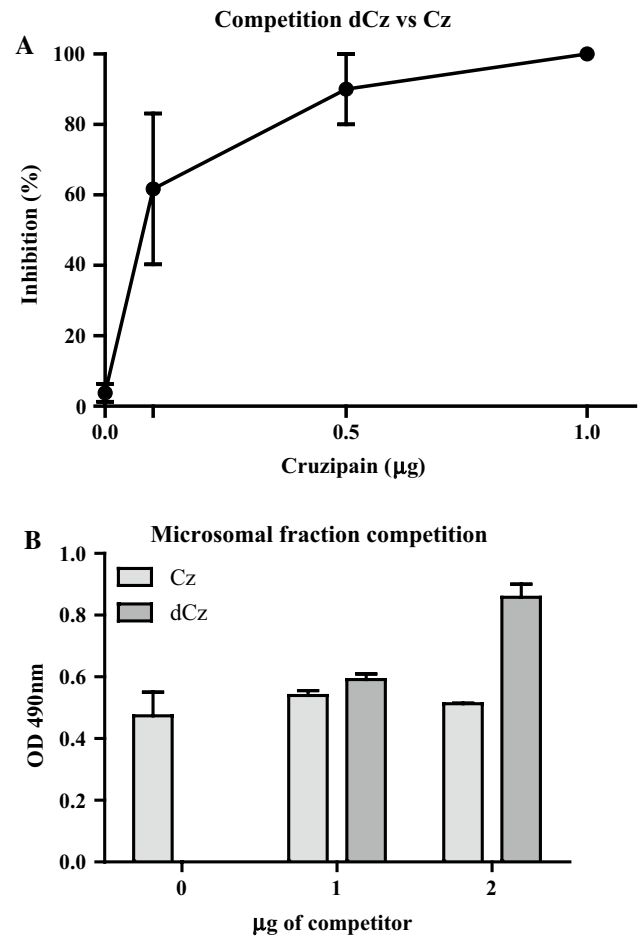 Competition dCz vs Cz
A
100
80
60
40
20
0
Inhibition (%)
0.0 0.5 1.0
Cruzipain (μg)
B
Microsomal fraction competition
1.0
0.8
0.6
0.4
0.2
0.0
OD 490nm
Cz
dCz
0 1 2
μg of competitor